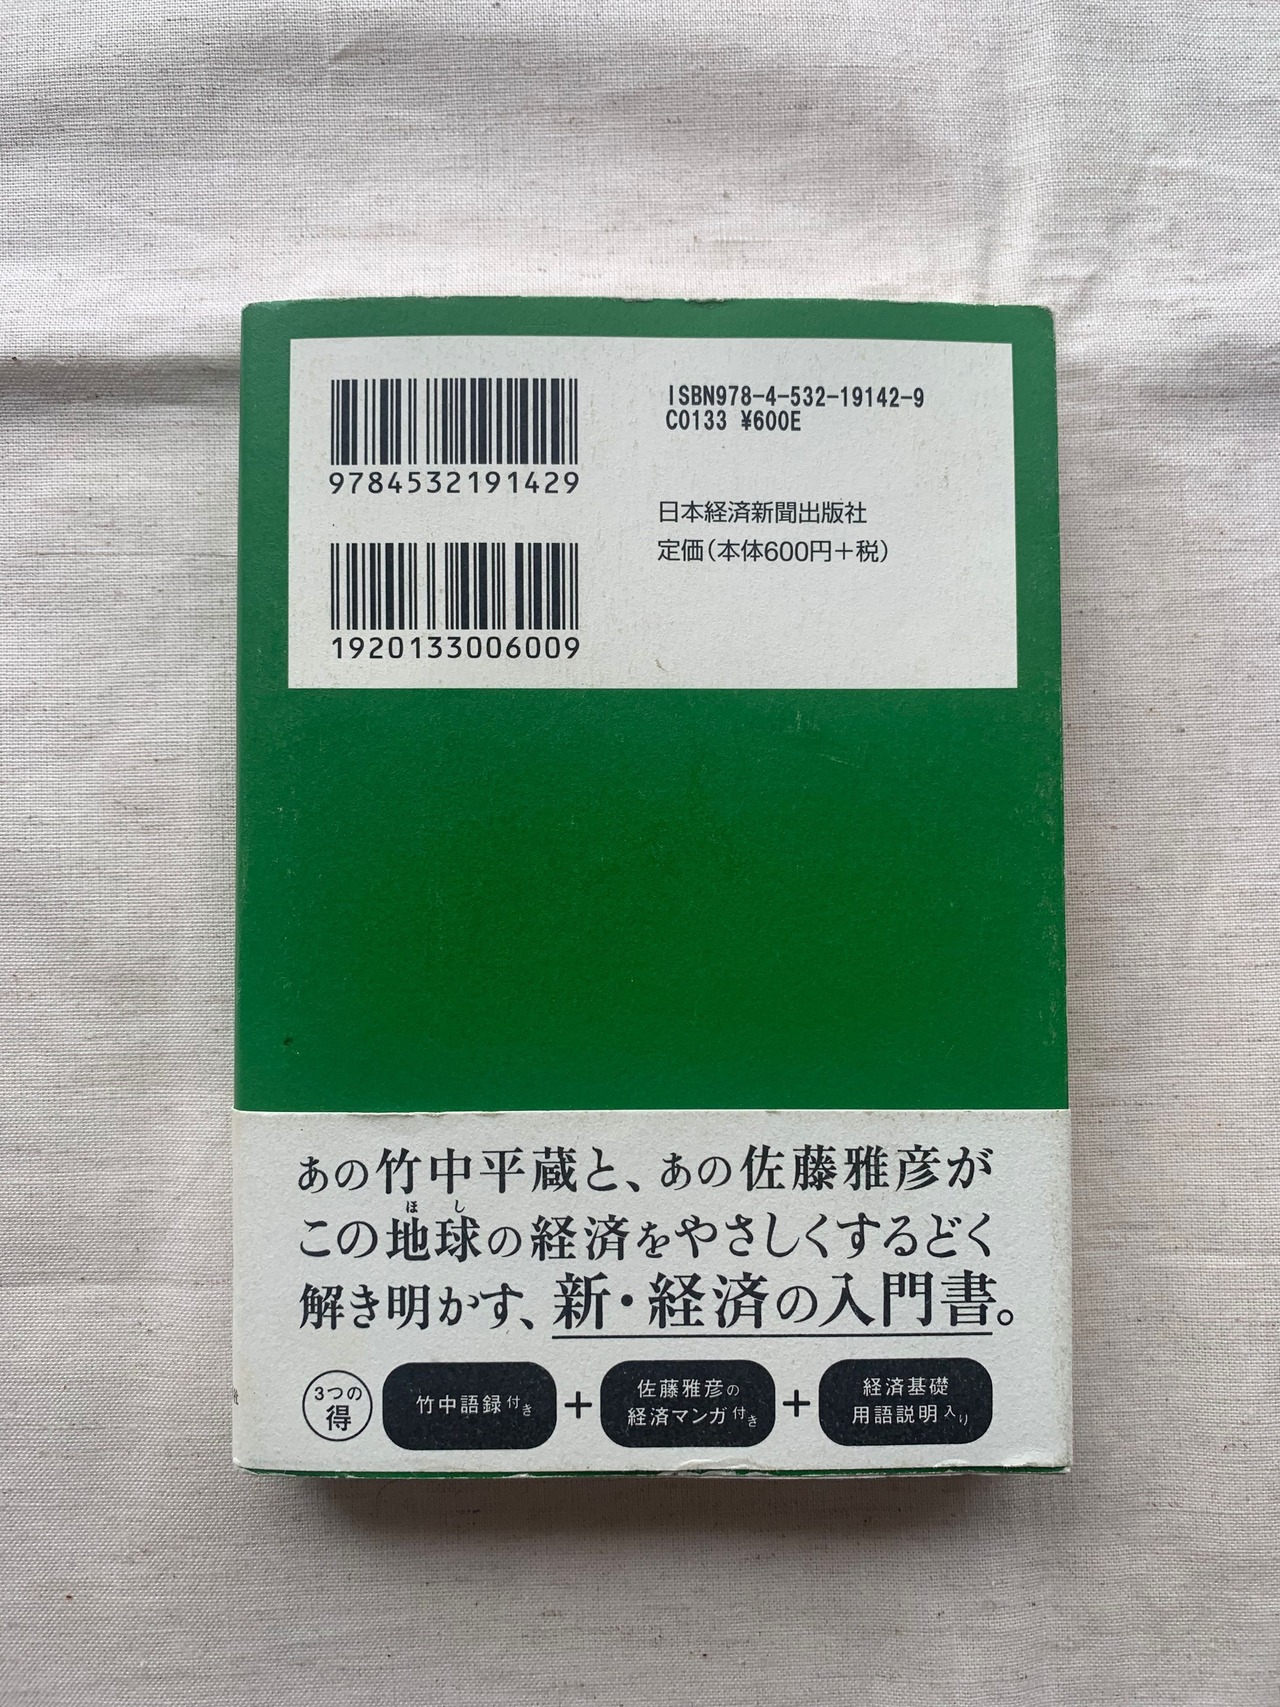 9784532191429
ISBN978-4-532-19142-9
C0133 ¥600E
日本経済新聞出版社
定価(本体600円+税)
1920133006009
あの竹中平蔵と、あの佐藤雅彦が
ほし
この地球の経済をやさしくするどく
解き明かす、新・経済の入門書。
3つの
得
竹中語録付き
+
佐藤雅彦の
経済マンガ付き
+
経済基礎
用語説明入り